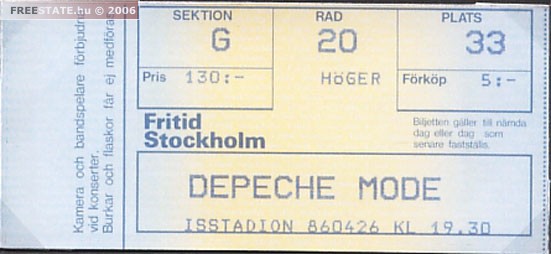 FREESTATE.hu © 2006
Kamera och bandspelare förbjudna
vid konserter.
Burkar och flaskor får ej medföras
SEKTION RAD PLATS
G 20 33
Pris 130:- HöGER Förköp 5:-
Fritid
Stockholm
Biljetten gäller till nämda
dag eller dag som
senare fastställs.
DEPECHE MODE
ISSTADION 860426 KL 19.30